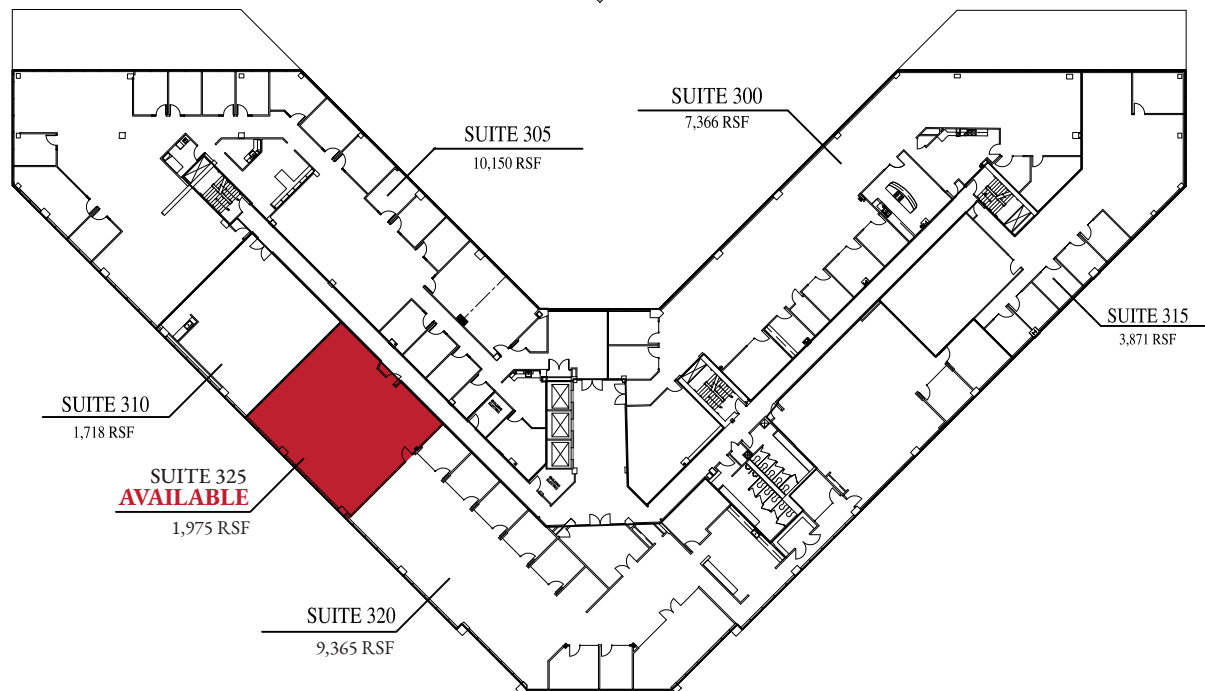 SUITE 305
10,150 RSF
SUITE 300
7,366 RSF
SUITE 315
3,871 RSF
SUITE 310
1,718 RSF
SUITE 325
AVAILABLE
1,975 RSF
SUITE 320
9,365 RSF